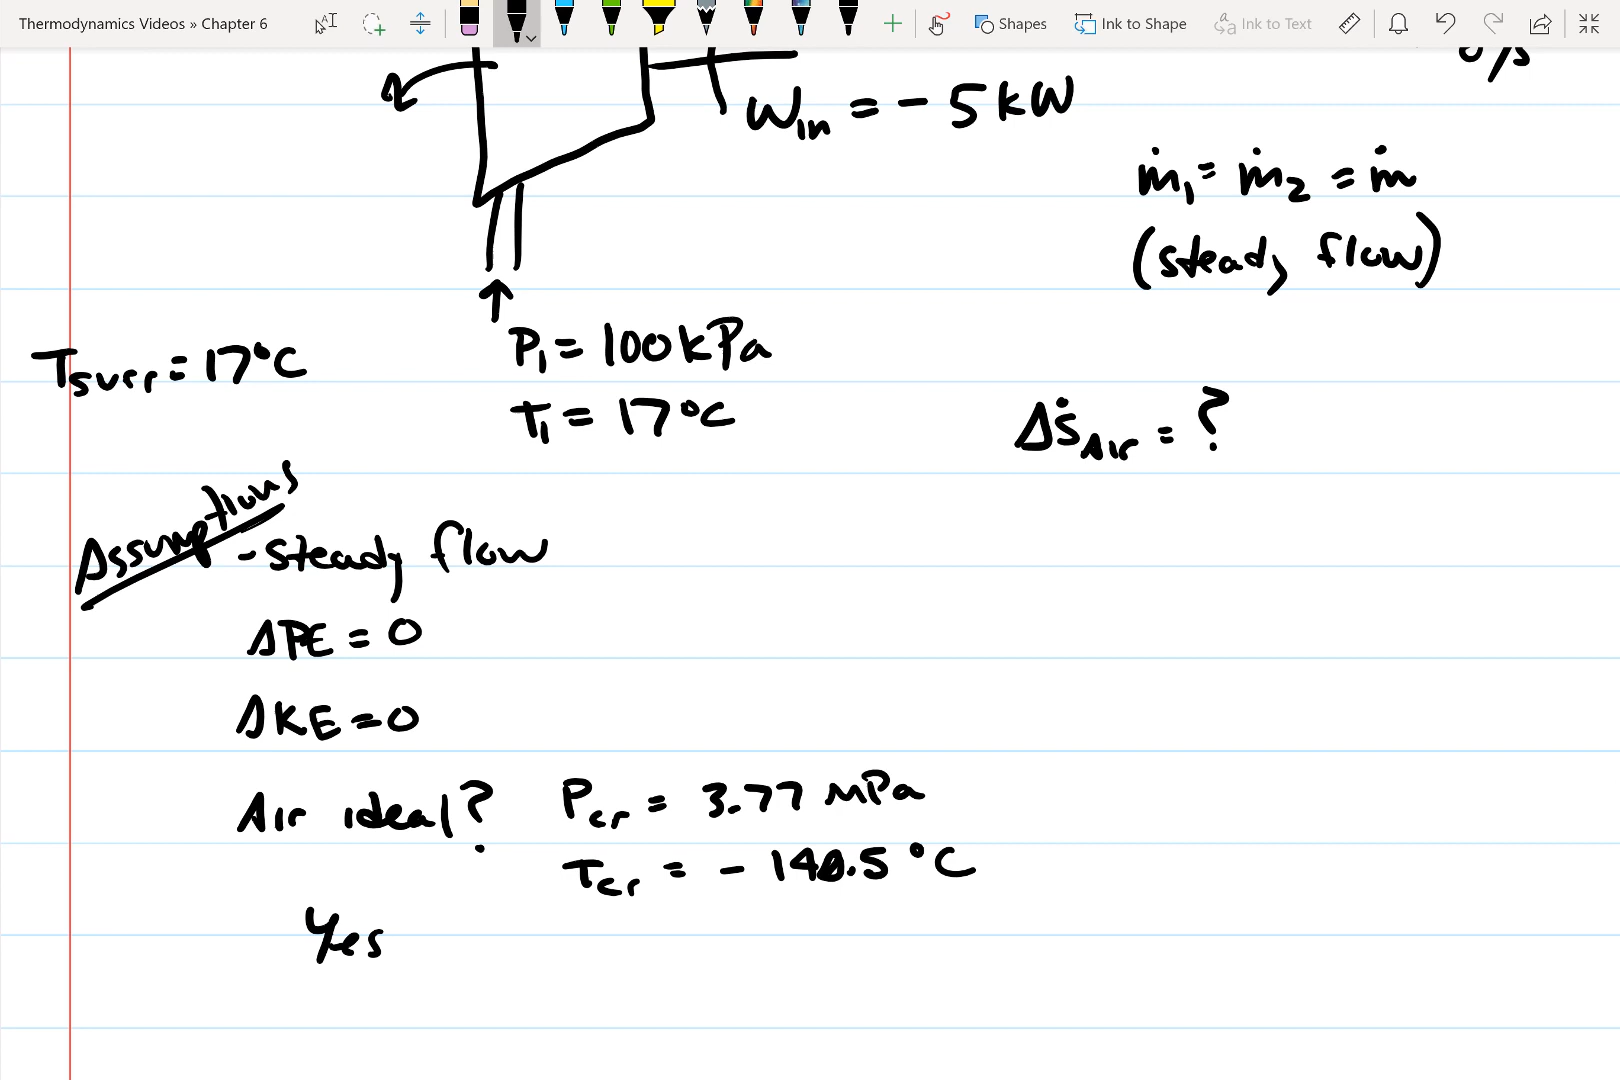 Thermodynamics Videos » Chapter 6
Shapes
Ink to Shape
Ink to Text
Win = - 5 kW
ṁ1 = ṁ2 = ṁ
(steady flow)
Tsurr = 17°C
P1 = 100 kPa
T1 = 17°C
ΔṠAir = ?
Assumptions
- steady flow
ΔPE = 0
ΔKE = 0
Air ideal? Pcr = 3.77 MPa
Tcr = - 140.5 °C
Yes